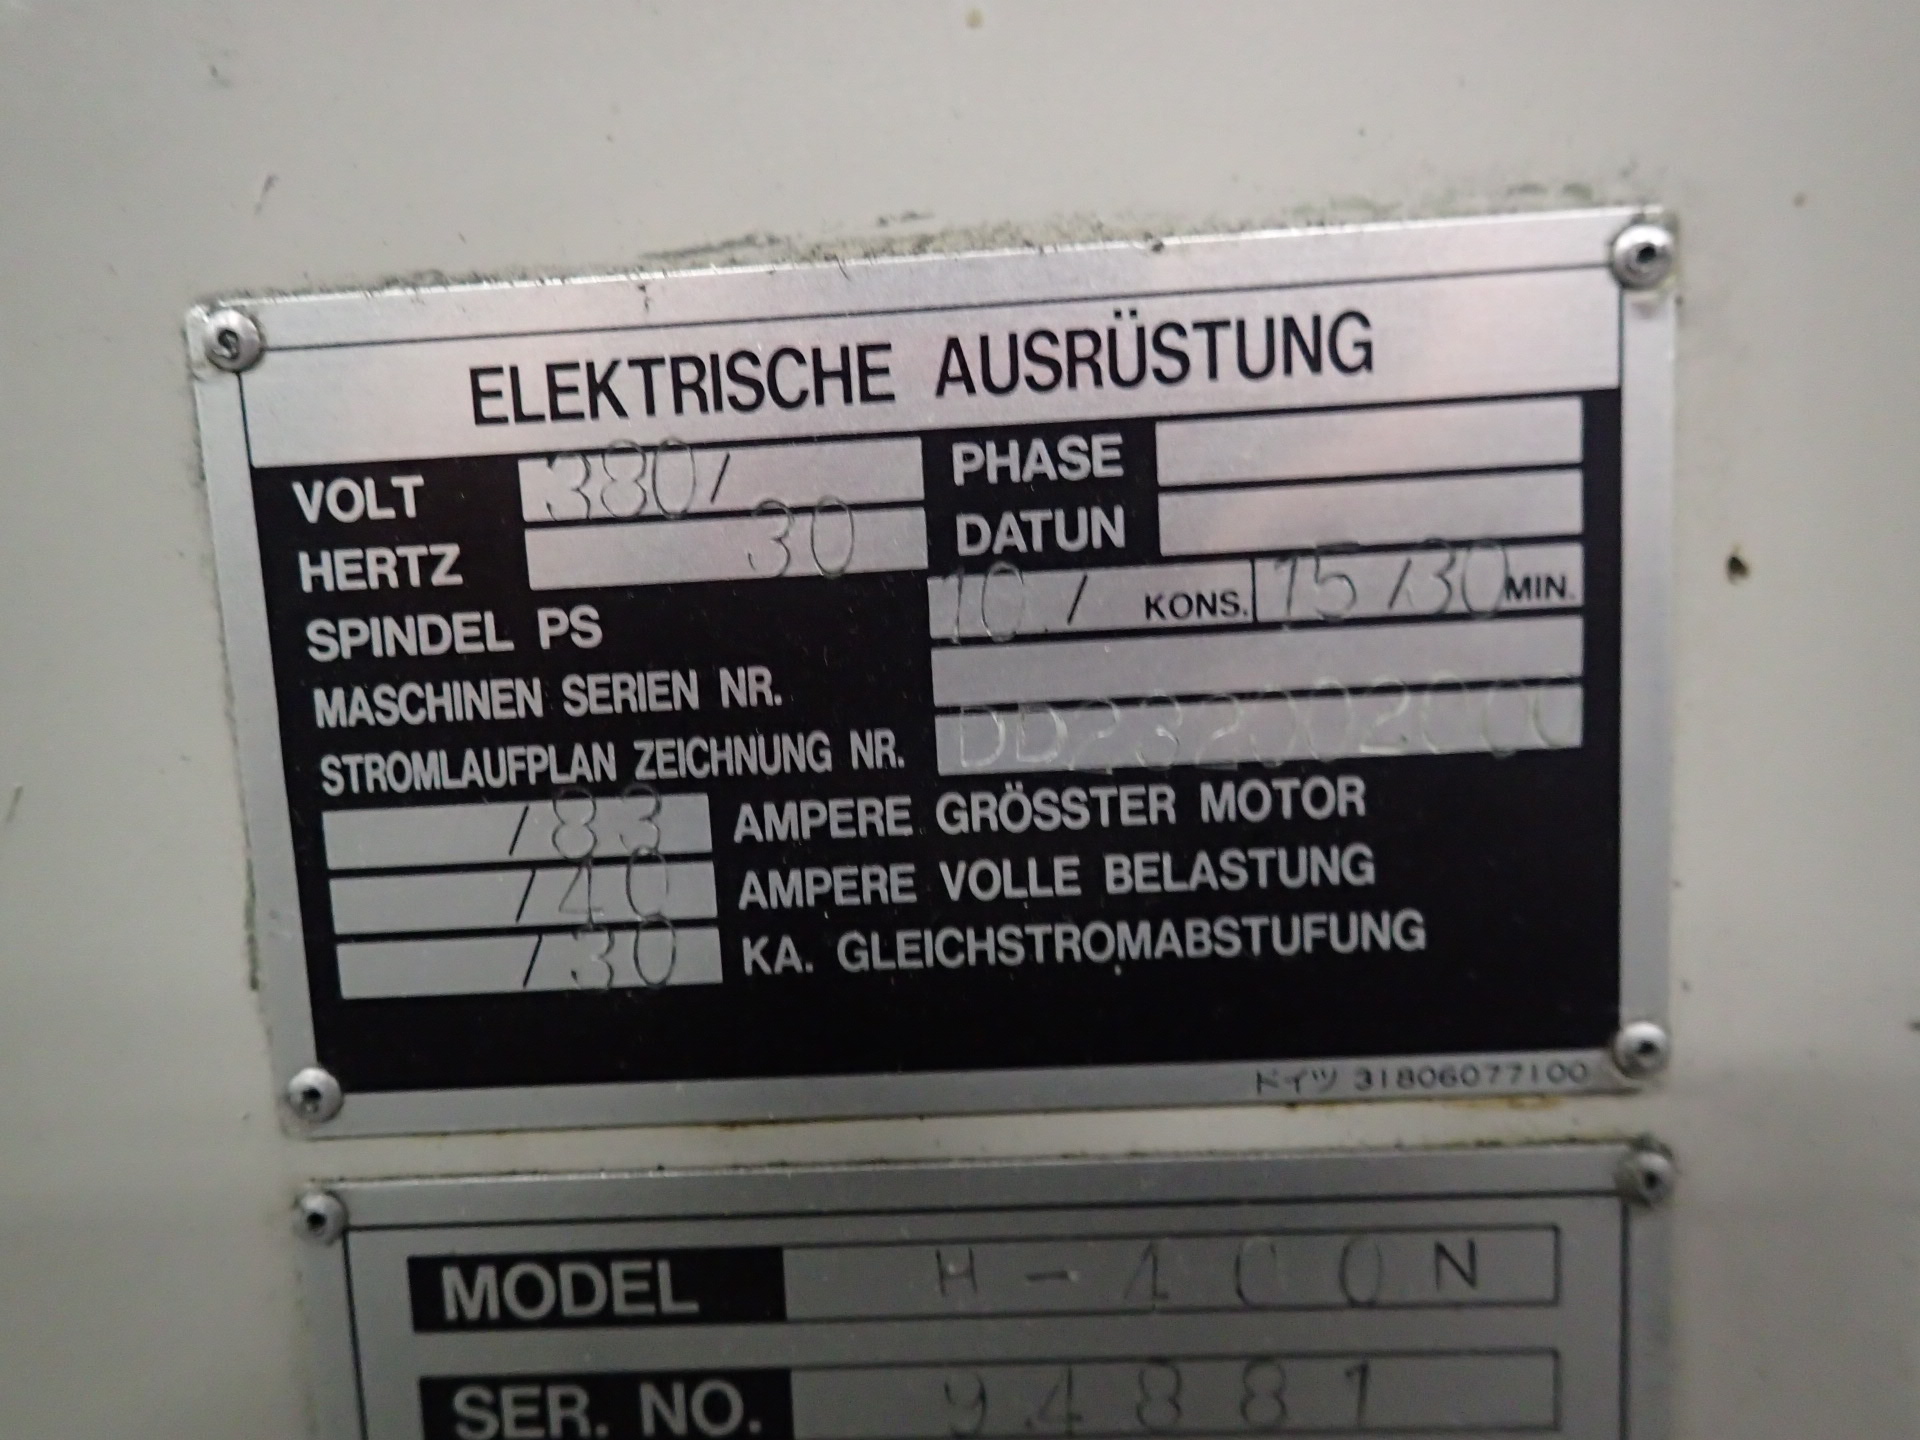 ELEKTRISCHE AUSRÜSTUNG
VOLT 380/ PHASE
HERTZ 30 DATUN
SPINDEL PS 10 / KONS. 15/30 MIN.
MASCHINEN SERIEN NR.
STROMLAUFPLAN ZEICHNUNG NR. DD232302000
/ 83 AMPERE GRÖSSTER MOTOR
/ 40 AMPERE VOLLE BELASTUNG
/ 30 KA. GLEICHSTROMABSTUFUNG
ドイツ 31806077100
MODEL H-400N
SER. NO. 94881